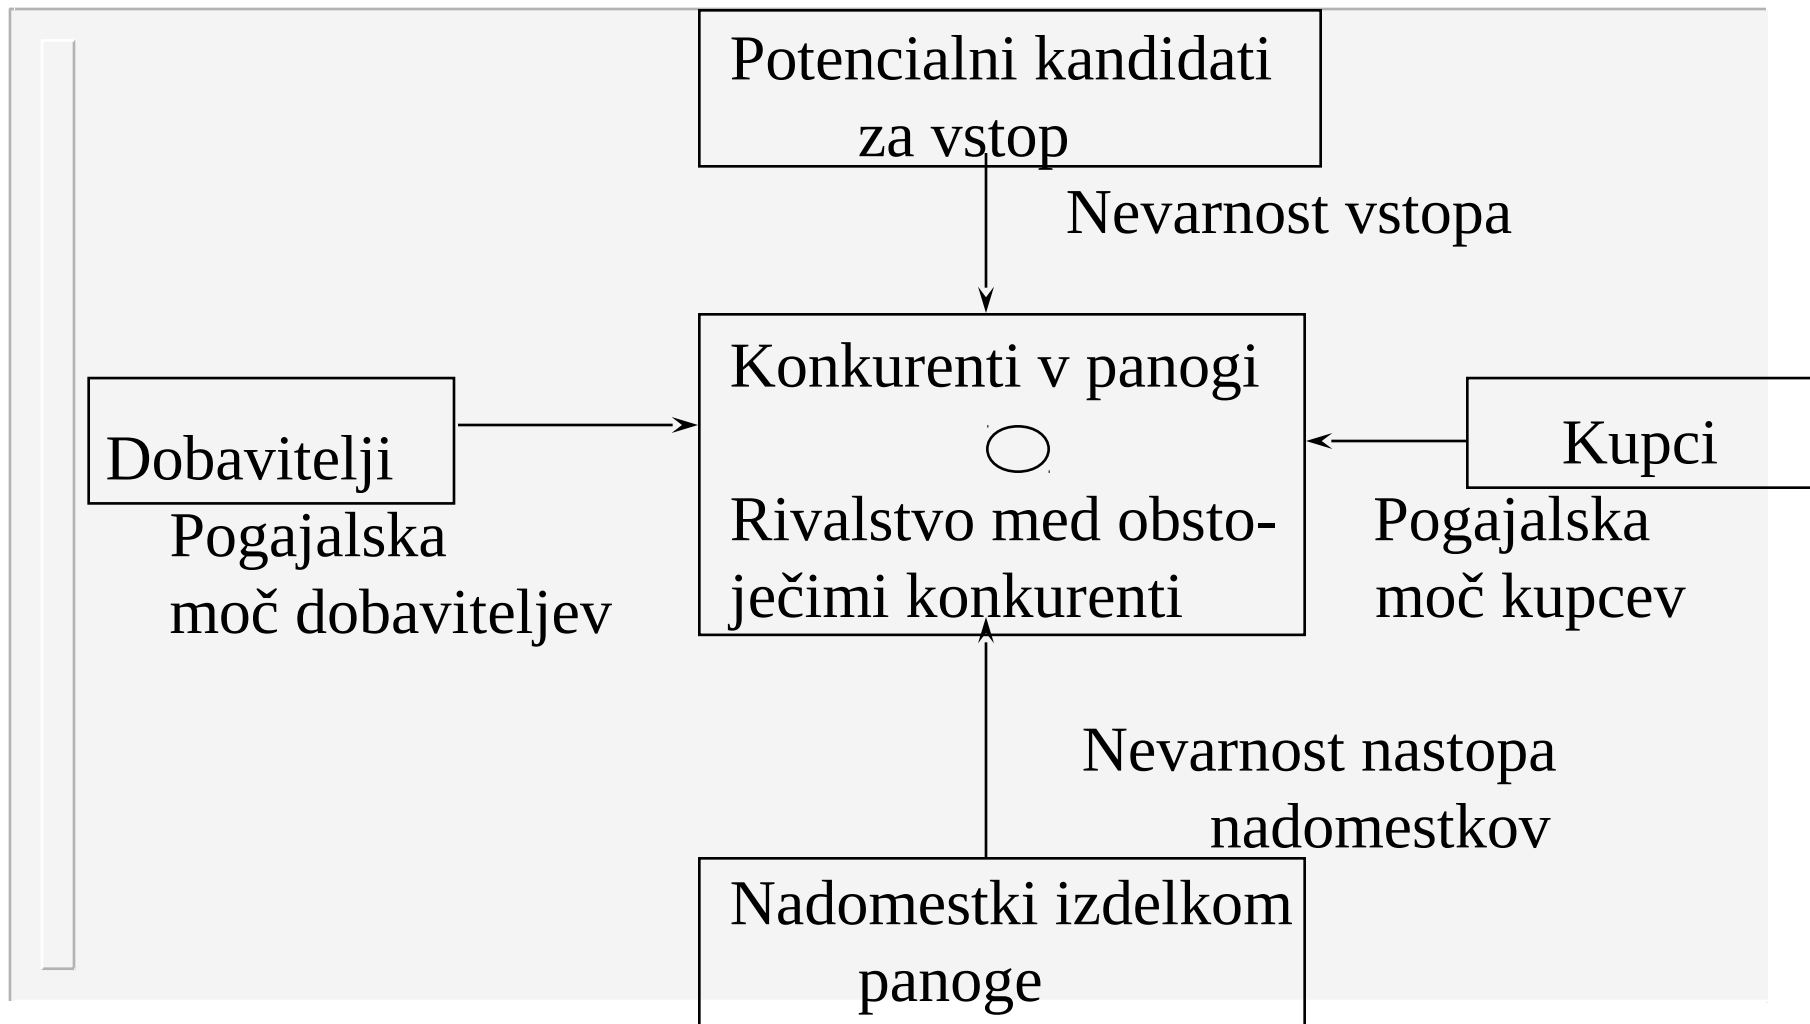 Potencialni kandidati
za vstop
Nevarnost vstopa
Konkurenti v panogi
Dobavitelji
Kupci
Rivalstvo med obsto-
ječimi konkurenti
Pogajalska
moč dobaviteljev
Pogajalska
moč kupcev
Nevarnost nastopa
nadomestkov
Nadomestki izdelkom
panoge